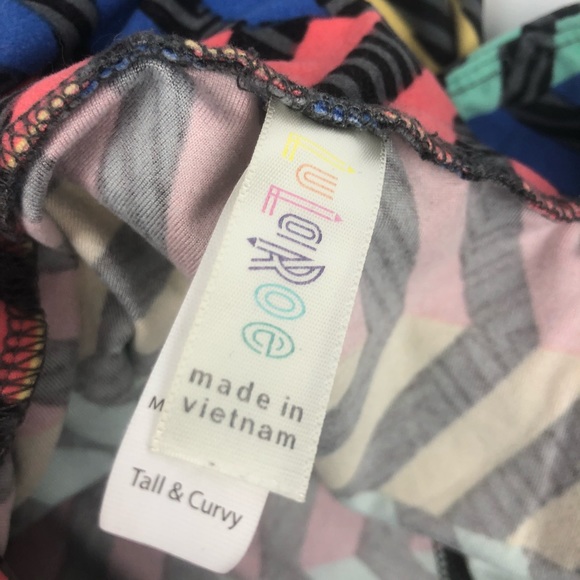 LuLaRoe
made in
vietnam
M
Tall & Curvy